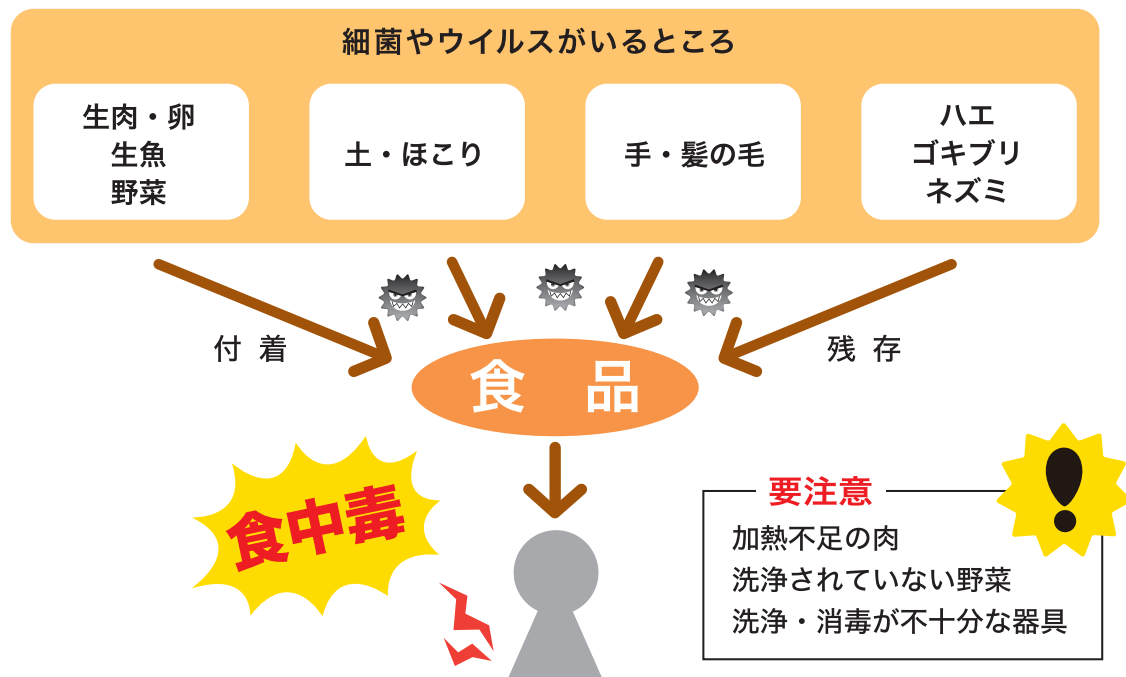 細菌やウイルスがいるところ
生肉・卵
生魚
野菜
土・ほこり
手・髪の毛
ハエ
ゴキブリ
ネズミ
付着
残存
食品
食中毒
要注意
加熱不足の肉
洗浄されていない野菜
洗浄・消毒が不十分な器具